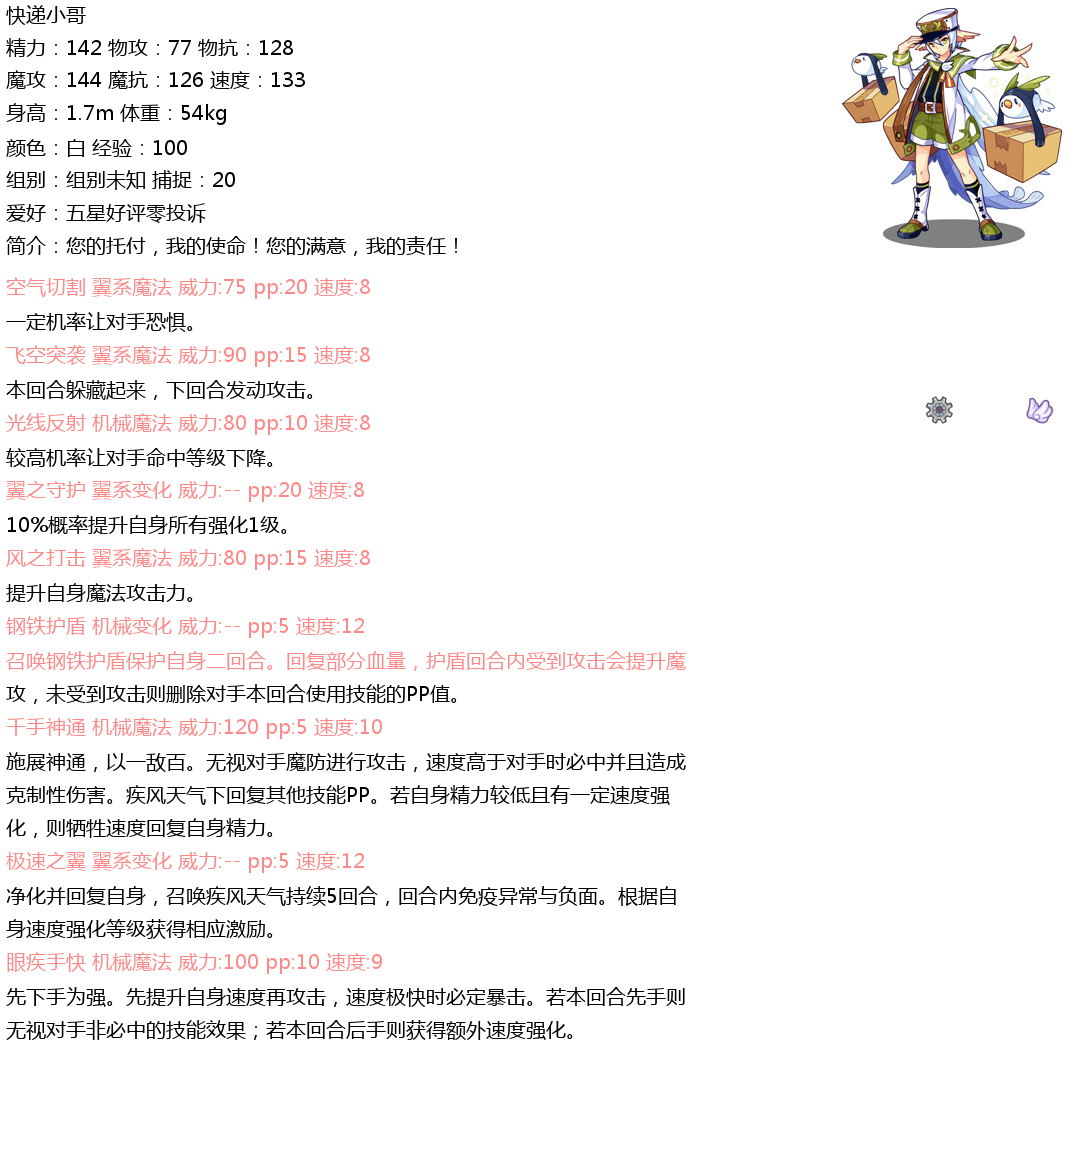 快递小哥
精力：142 物攻：77 物抗：128
魔攻：144 魔抗：126 速度：133
身高：1.7m 体重：54kg
颜色：白 经验：100
组别：组别未知 捕捉：20
爱好：五星好评零投诉
简介：您的托付，我的使命！您的满意，我的责任！
空气切割 翼系魔法 威力:75 pp:20 速度:8
一定机率让对手恐惧。
飞空突袭 翼系魔法 威力:90 pp:15 速度:8
本回合躲藏起来，下回合发动攻击。
光线反射 机械魔法 威力:80 pp:10 速度:8
较高机率让对手命中等级下降。
翼之守护 翼系变化 威力:-- pp:20 速度:8
10%概率提升自身所有强化1级。
风之打击 翼系魔法 威力:80 pp:15 速度:8
提升自身魔法攻击力。
钢铁护盾 机械变化 威力:-- pp:5 速度:12
召唤钢铁护盾保护自身二回合。回复部分血量，护盾回合内受到攻击会提升魔
攻，未受到攻击则删除对手本回合使用技能的PP值。
千手神通 机械魔法 威力:120 pp:5 速度:10
施展神通，以一敌百。无视对手魔防进行攻击，速度高于对手时必中并且造成
克制性伤害。疾风天气下回复其他技能PP。若自身精力较低且有一定速度强
化，则牺牲速度回复自身精力。
极速之翼 翼系变化 威力:-- pp:5 速度:12
净化并回复自身，召唤疾风天气持续5回合，回合内免疫异常与负面。根据自
身速度强化等级获得相应激励。
眼疾手快 机械魔法 威力:100 pp:10 速度:9
先下手为强。先提升自身速度再攻击，速度极快时必定暴击。若本回合先手则
无视对手非必中的技能效果；若本回合后手则获得额外速度强化。